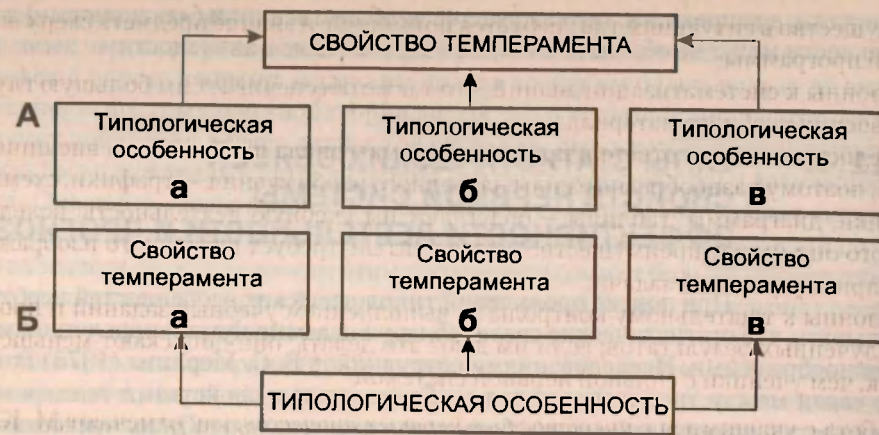 СВОЙСТВО ТЕМПЕРАМЕНТА
А
Типологическая особенность а
Типологическая особенность б
Типологическая особенность в
Б
Свойство темперамента а
Свойство темперамента б
Свойство темперамента в
ТИПОЛОГИЧЕСКАЯ ОСОБЕННОСТЬ